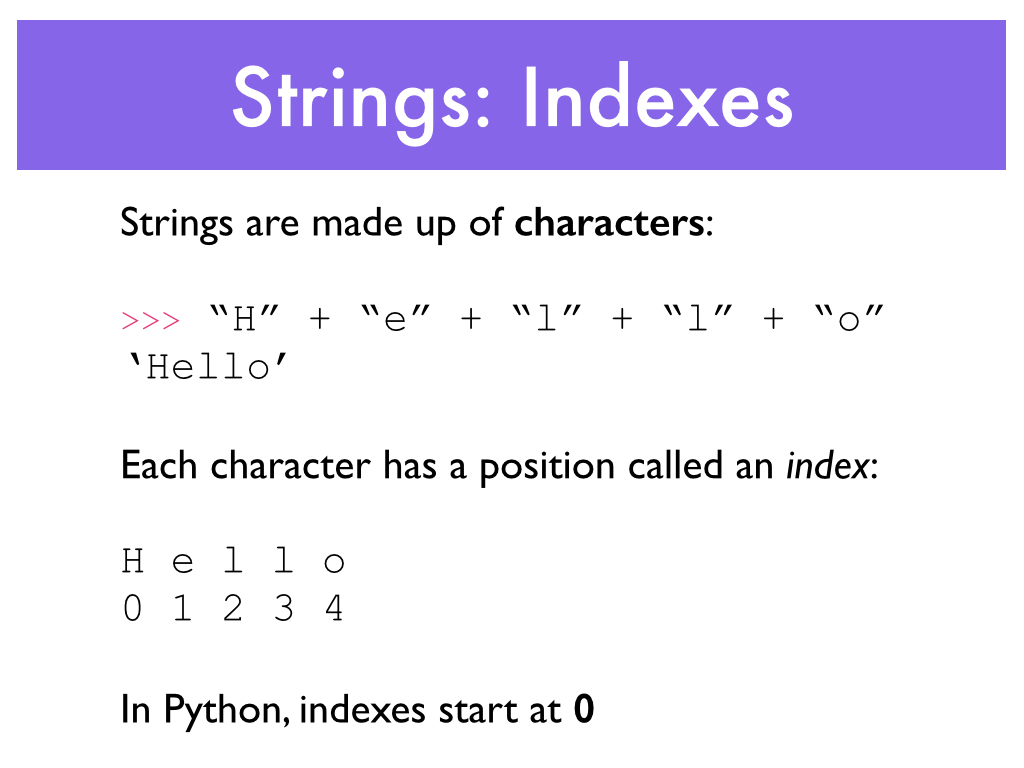 Strings: Indexes
Strings are made up of characters:
>>> “H” + “e” + “l” + “l” + “o”
‘Hello’
Each character has a position called an index:
H e l l o
0 1 2 3 4
In Python, indexes start at 0